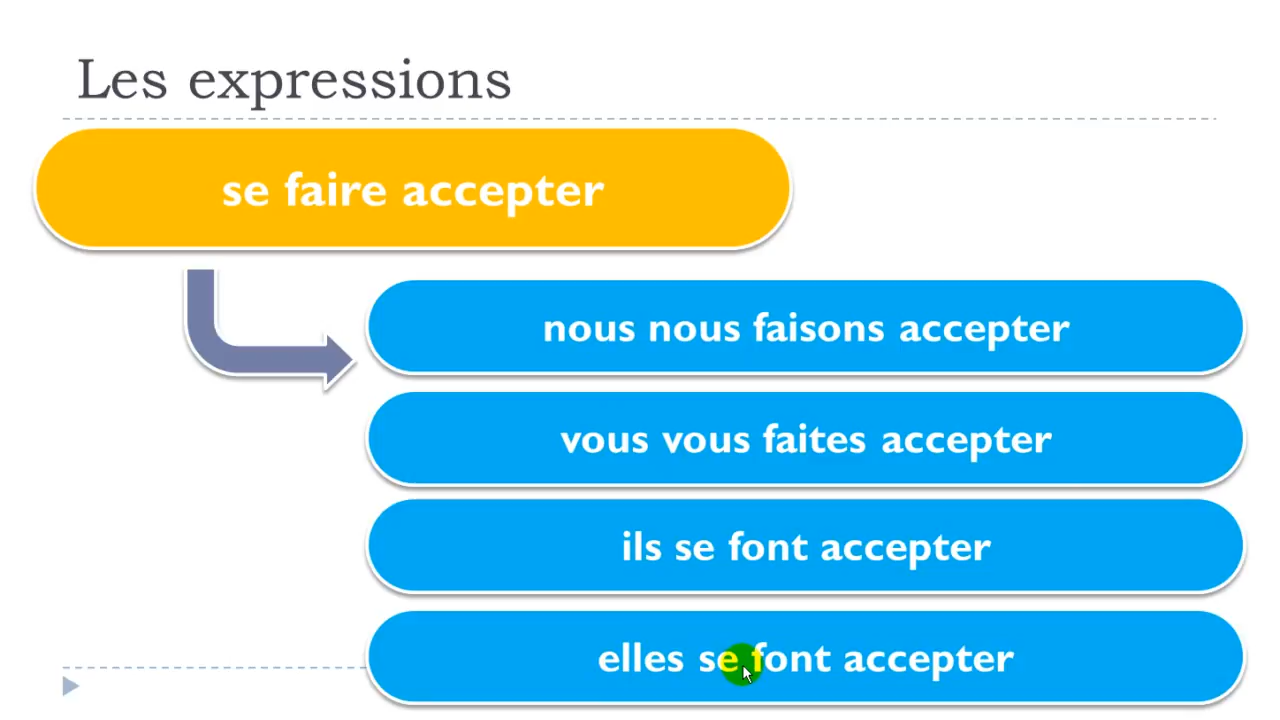 Les expressions
se faire accepter
nous nous faisons accepter
vous vous faites accepter
ils se font accepter
elles se font accepter